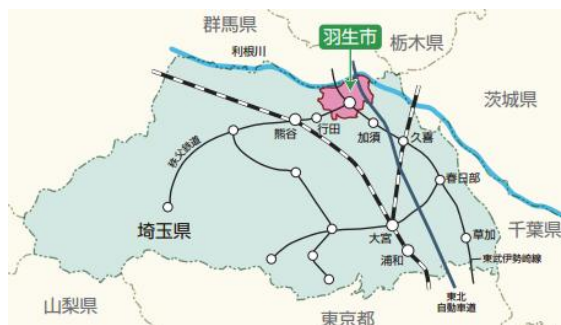 群馬県
羽生市
栃木県
利根川
茨城県
秩父鉄道
熊谷
行田
加須
久喜
春日部
千葉県
埼玉県
大宮
草加
浦和
東武伊勢崎線
東北
自動車道
山梨県
東京都